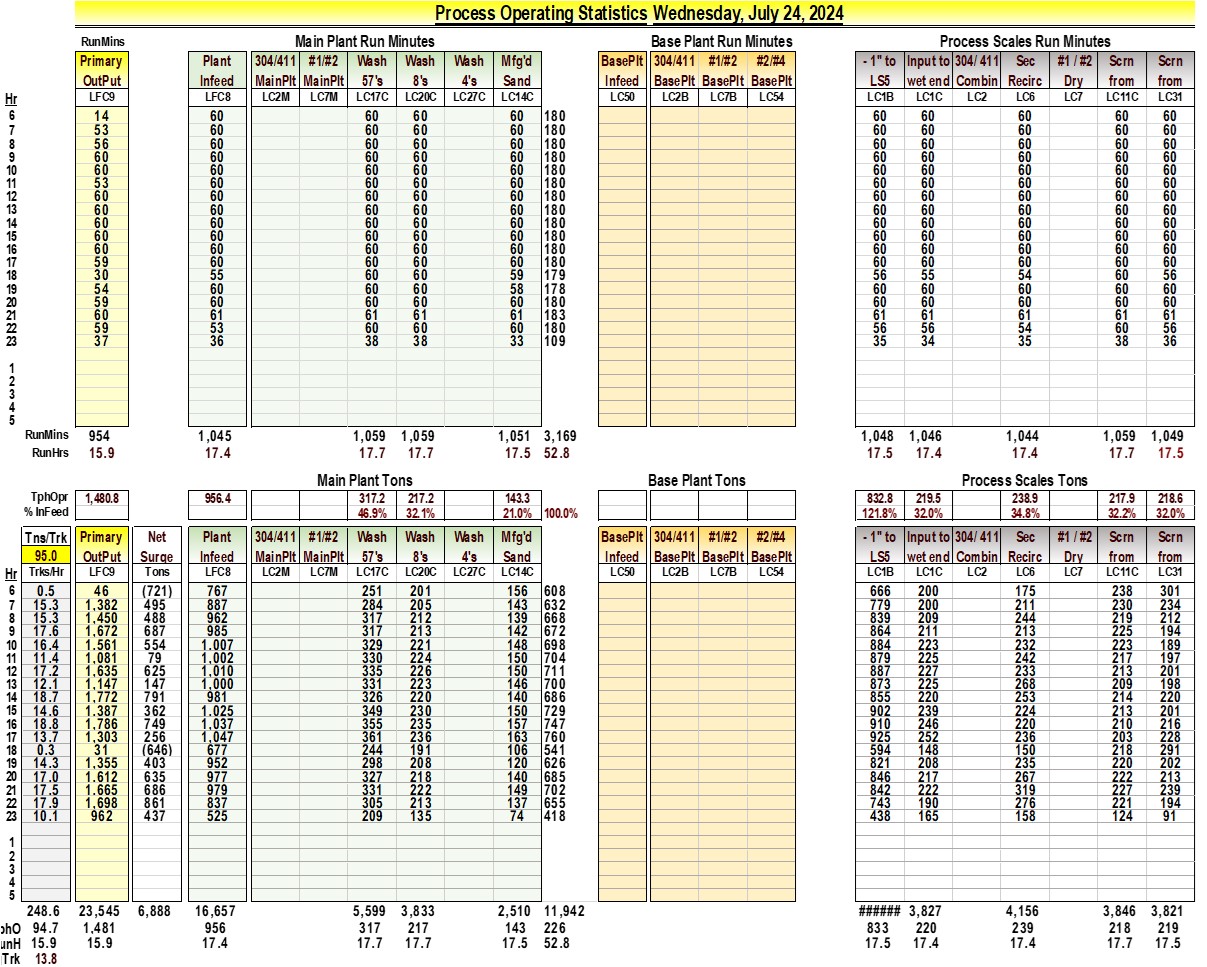 Process Operating Statistics Wednesday, July 24, 2024
RunMins Main Plant Run Minutes Base Plant Run Minutes Process Scales Run Minutes
Primary Plant 304/411 #1/#2 Wash Wash Wash Mfg'd BasePlt 304/411 #1/#2 #2/#4 - 1" to Input to 304/ 411 Sec #1 / #2 Scrn Scrn
OutPut Infeed MainPlt MainPlt 57's 8's 4's Sand Infeed BasePlt BasePlt BasePlt LS5 wet end Combin Recirc Dry from from
Hr LFC9 LFC8 LC2M LC7M LC17C LC20C LC27C LC14C LC50 LC2B LC7B LC54 LC1B LC1C LC2 LC6 LC7 LC11C LC31
6 14 60 60 60 60 180 60 60 60 60 60
7 53 60 60 60 60 180 60 60 60 60 60
8 56 60 60 60 60 180 60 60 60 60 60
9 60 60 60 60 60 180 60 60 60 60 60
10 60 60 60 60 60 180 60 60 60 60 60
11 53 60 60 60 60 180 60 60 60 60 60
12 60 60 60 60 60 180 60 60 60 60 60
13 60 60 60 60 60 180 60 60 60 60 60
14 60 60 60 60 60 180 60 60 60 60 60
15 60 60 60 60 60 180 60 60 60 60 60
16 60 60 60 60 60 180 60 60 60 60 60
17 59 60 60 60 60 180 60 60 60 60 60
18 30 55 60 60 59 179 56 55 54 60 56
19 54 60 60 60 58 178 60 60 60 60 60
20 59 60 60 60 60 180 60 60 60 60 60
21 60 61 61 61 61 183 61 61 61 61 61
22 59 53 60 60 60 180 56 56 54 60 56
23 37 36 38 38 33 109 35 34 35 38 36
1
2
3
4
5
RunMins 954 1,045 1,059 1,059 1,051 3,169 1,048 1,046 1,044 1,059 1,049
RunHrs 15.9 17.4 17.7 17.7 17.5 52.8 17.5 17.4 17.4 17.7 17.5
Main Plant Tons Base Plant Tons Process Scales Tons
TphOpr 1,480.8 956.4 317.2 217.2 143.3 832.8 219.5 238.9 217.9 218.6
% InFeed 46.9% 32.1% 21.0% 100.0% 121.8% 32.0% 34.8% 32.2% 32.0%
Tns/Trk Primary Net Plant 304/411 #1/#2 Wash Wash Wash Mfg'd BasePlt 304/411 #1/#2 #2/#4 - 1" to Input to 304/ 411 Sec #1 / #2 Scrn Scrn
95.0 OutPut Surge Infeed MainPlt MainPlt 57's 8's 4's Sand Infeed BasePlt BasePlt BasePlt LS5 wet end Combin Recirc Dry from from
Hr Trks/Hr LFC9 Tons LFC8 LC2M LC7M LC17C LC20C LC27C LC14C LC50 LC2B LC7B LC54 LC1B LC1C LC2 LC6 LC7 LC11C LC31
6 0.5 46 (721) 767 251 201 156 608 666 200 175 238 301
7 15.3 1,382 495 887 284 205 143 632 779 200 211 230 234
8 15.3 1,450 488 962 317 212 139 668 839 209 244 219 212
9 17.6 1,672 687 985 317 213 142 672 864 211 213 225 194
10 16.4 1,561 554 1,007 329 221 148 698 884 223 232 223 189
11 11.4 1,081 79 1,002 330 224 150 704 879 225 242 217 197
12 17.2 1,635 625 1,010 335 226 150 711 887 227 233 213 201
13 12.1 1,147 147 1,000 331 223 146 700 873 225 268 209 198
14 18.7 1,772 791 981 326 220 140 686 855 220 253 214 220
15 14.6 1,387 362 1,025 349 230 150 729 902 239 224 213 201
16 18.8 1,786 749 1,037 355 235 157 747 910 246 220 210 216
17 13.7 1,303 256 1,047 361 236 163 760 925 252 236 203 228
18 0.3 31 (646) 677 244 191 106 541 594 148 150 218 291
19 14.3 1,355 403 952 298 208 120 626 821 208 235 220 202
20 17.0 1,612 635 977 327 218 140 685 846 217 267 222 213
21 17.5 1,665 686 979 331 222 149 702 842 222 319 227 239
22 17.9 1,698 861 837 305 213 137 655 743 190 276 221 194
23 10.1 962 437 525 209 135 74 418 438 165 158 124 91
1
2
3
4
5
248.6 23,545 6,888 16,657 5,599 3,833 2,510 11,942 ###### 3,827 4,156 3,846 3,821
phO 94.7 1,481 956 317 217 143 226 833 220 239 218 219
unH 15.9 15.9 17.4 17.7 17.7 17.5 52.8 17.5 17.4 17.4 17.7 17.5
Trk 13.8